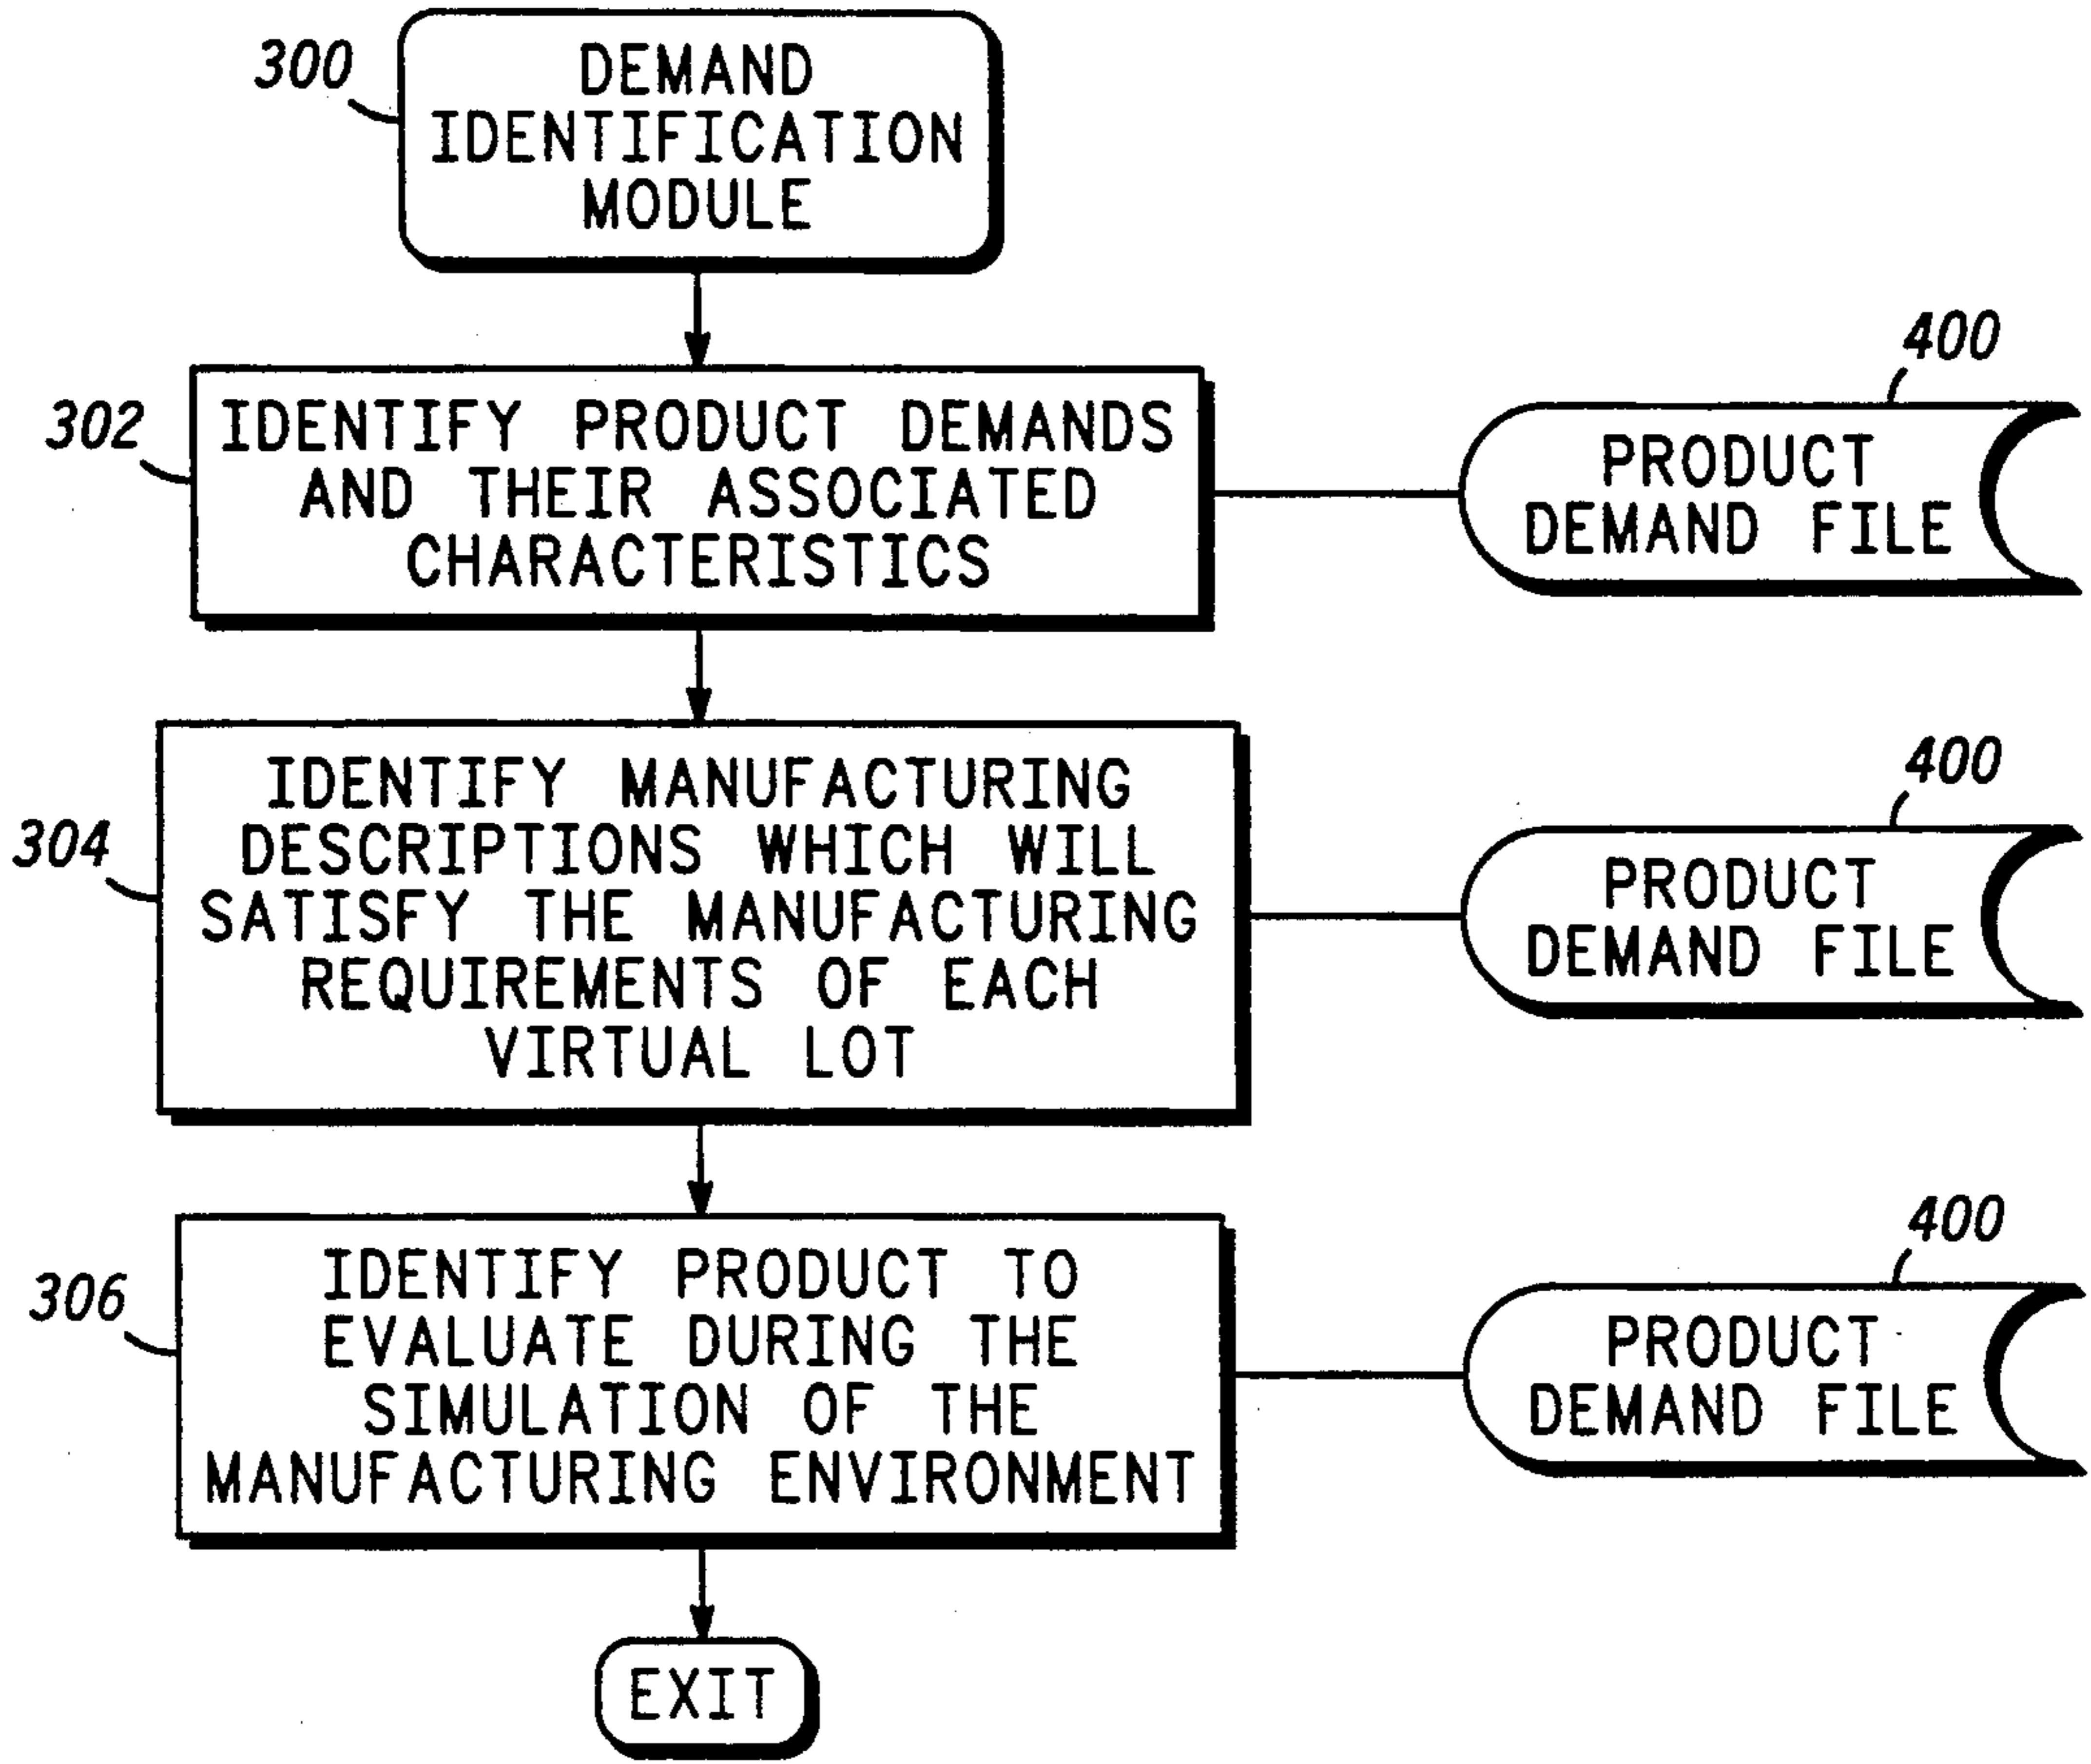 300
DEMAND
IDENTIFICATION
MODULE
302
IDENTIFY PRODUCT DEMANDS
AND THEIR ASSOCIATED
CHARACTERISTICS
400
PRODUCT
DEMAND FILE
304
IDENTIFY MANUFACTURING
DESCRIPTIONS WHICH WILL
SATISFY THE MANUFACTURING
REQUIREMENTS OF EACH
VIRTUAL LOT
400
PRODUCT
DEMAND FILE
306
IDENTIFY PRODUCT TO
EVALUATE DURING THE
SIMULATION OF THE
MANUFACTURING ENVIRONMENT
400
PRODUCT
DEMAND FILE
EXIT